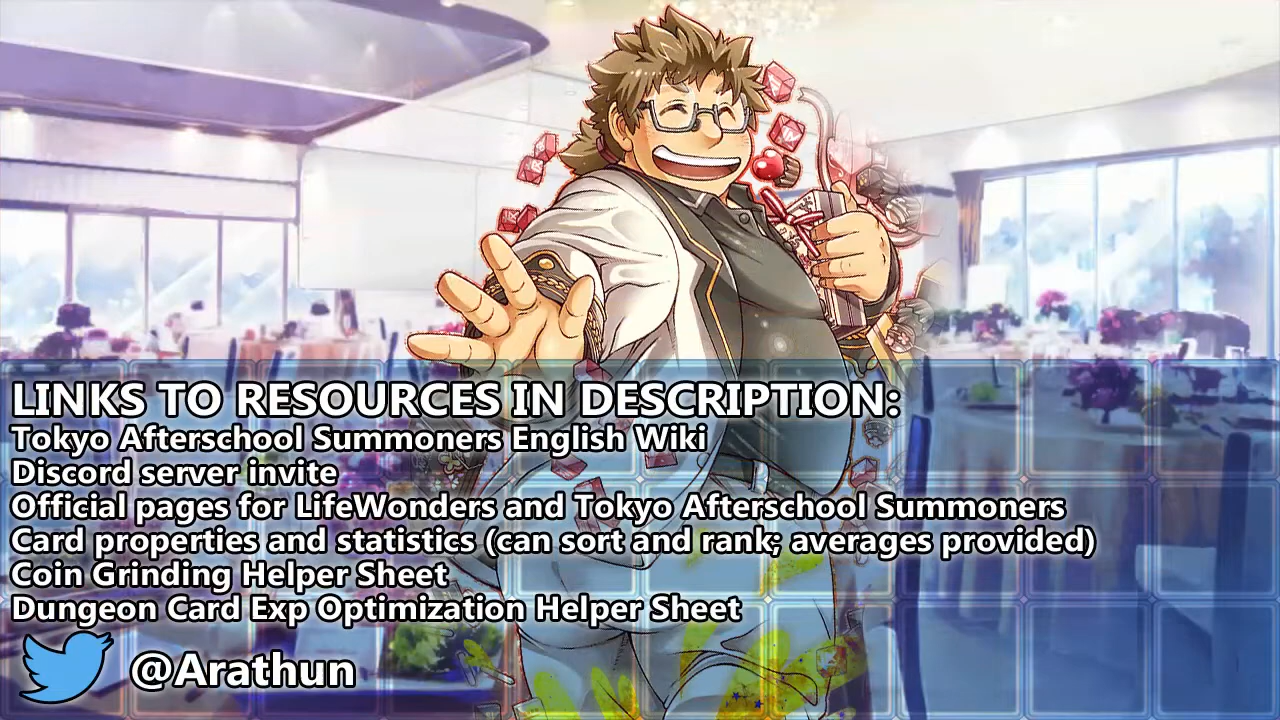 LINKS TO RESOURCES IN DESCRIPTION:
Tokyo Afterschool Summoners English Wiki
Discord server invite
Official pages for LifeWonders and Tokyo Afterschool Summoners
Card properties and statistics (can sort and rank; averages provided)
Coin Grinding Helper Sheet
Dungeon Card Exp Optimization Helper Sheet
@Arathun